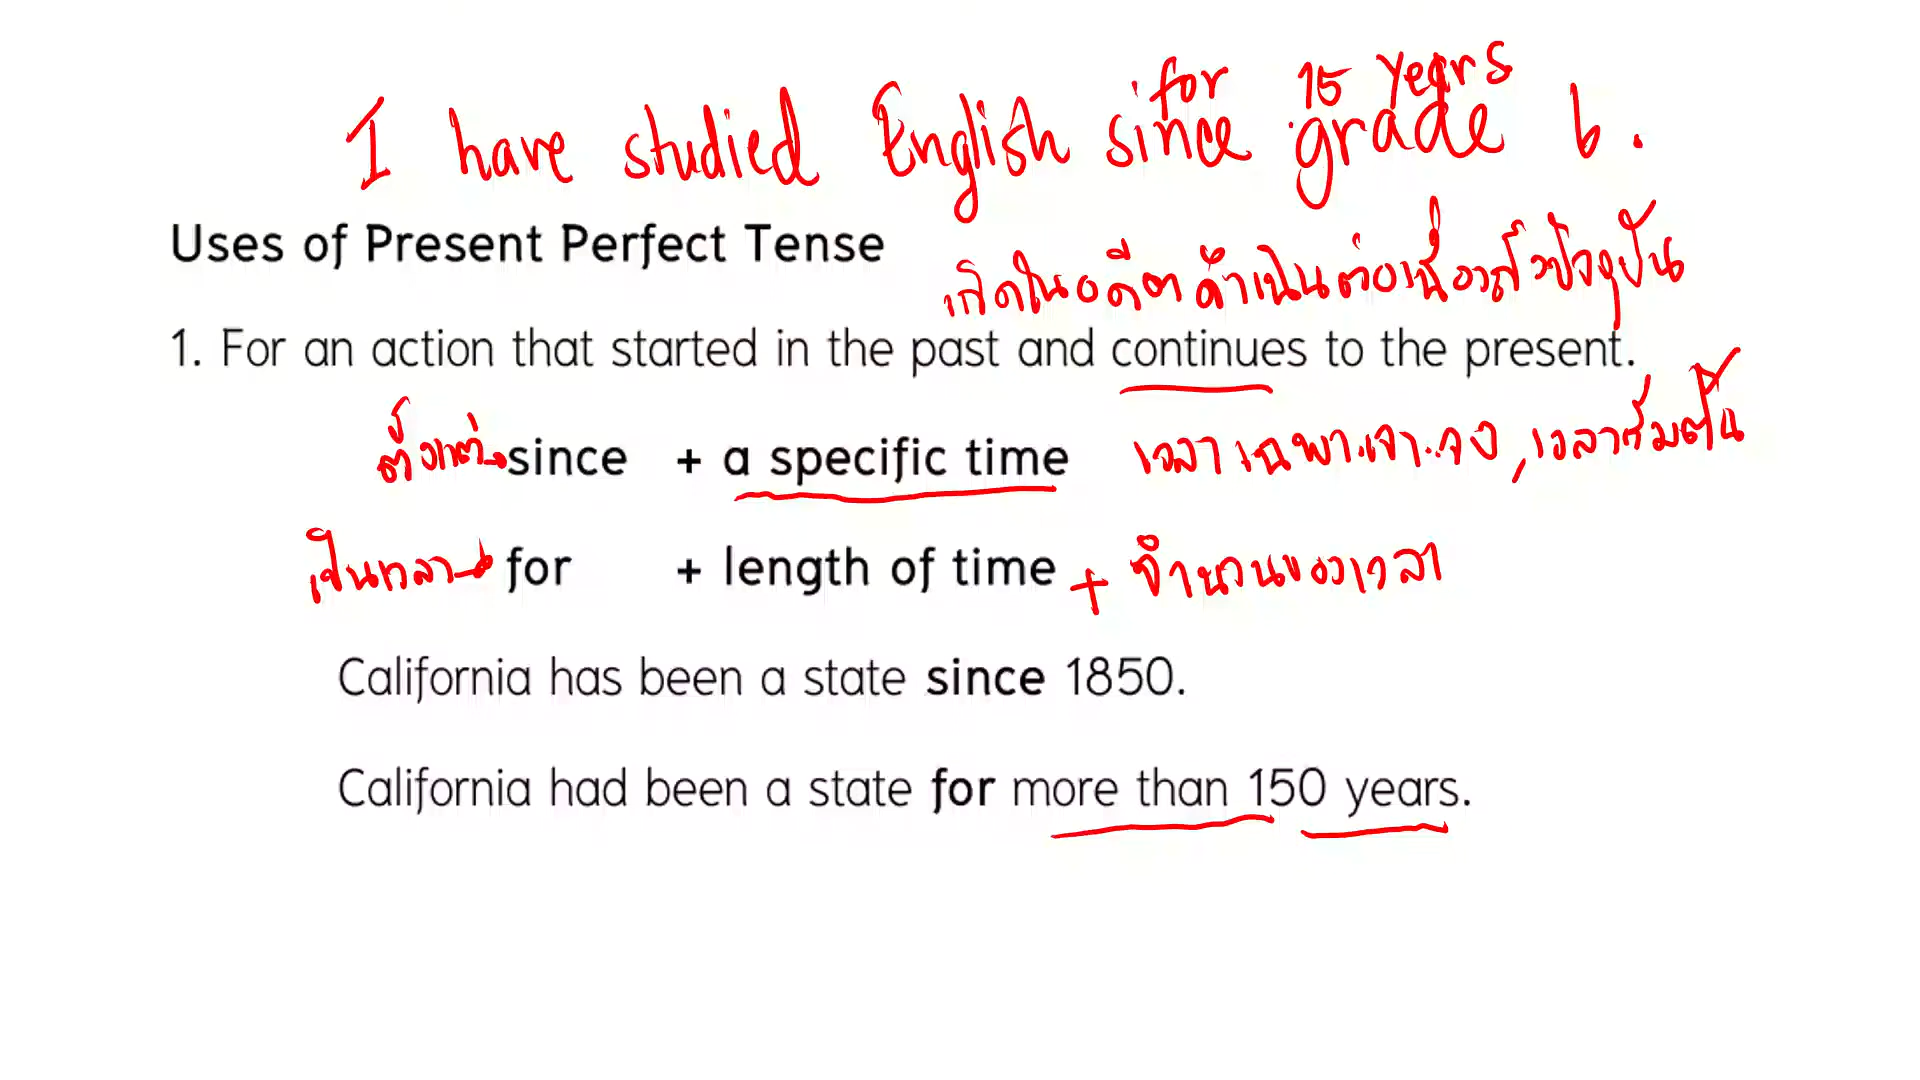 for 15 years
I have studied English since grade 6.
Uses of Present Perfect Tense
เกิดในอดีตดำเนินต่อเนื่องถึงปัจจุบัน
1. For an action that started in the past and continues to the present.
ตั้งแต่ since + a specific time เวลาเฉพาะเจาะจง, เวลาเริ่มต้น
เป็นเวลา for + length of time + จำนวนของเวลา
California has been a state since 1850.
California had been a state for more than 150 years.